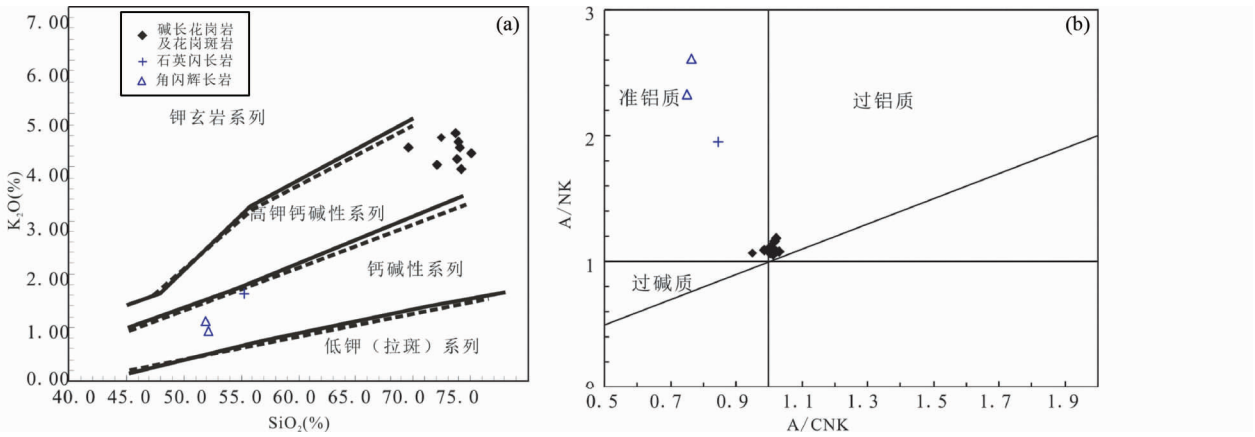 (a)
碱长花岗岩
及花岗斑岩
石英闪长岩
角闪辉长岩
7.00
6.00
5.00
4.00
3.00
2.00
1.00
0.00
K₂O(%)
钾玄岩系列
高钾钙碱性系列
钙碱性系列
低钾（拉斑）系列
40.0 45.0 50.0 55.0 60.0 65.0 70.0 75.0
SiO₂(%)
(b)
3
2
1
0
A/NK
准铝质
过铝质
过碱质
0.5 0.7 0.9 1.1 1.3 1.5 1.7 1.9
A/CNK